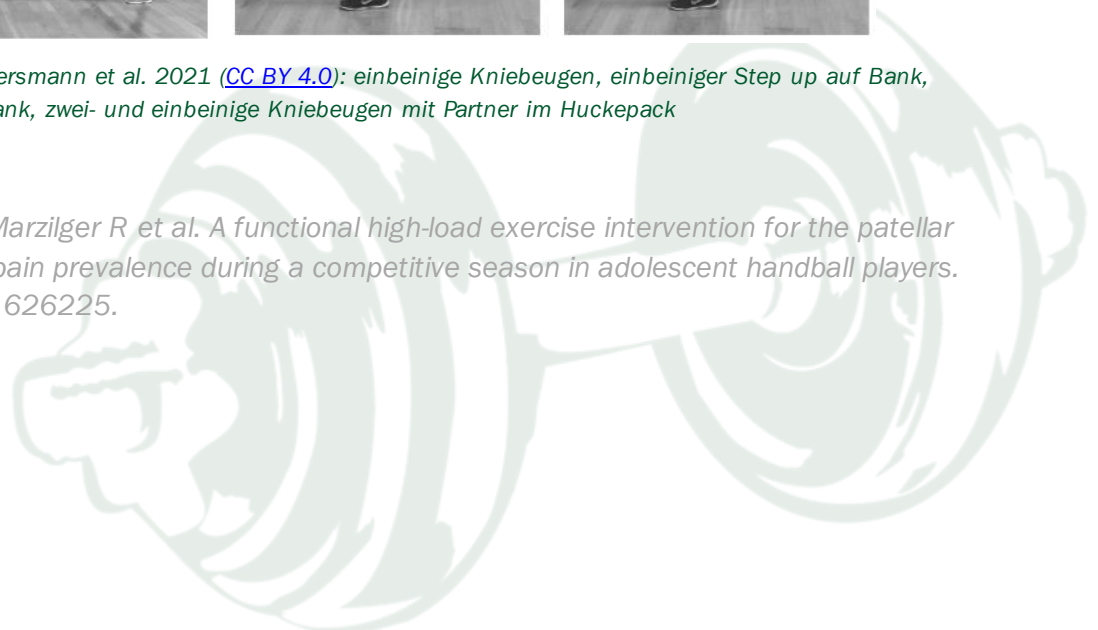 ersmann et al. 2021 (CC BY 4.0): einbeinige Kniebeugen, einbeiniger Step up auf Bank,
ank, zwei- und einbeinige Kniebeugen mit Partner im Huckepack
Marzilger R et al. A functional high-load exercise intervention for the patellar
pain prevalence during a competitive season in adolescent handball players.
626225.